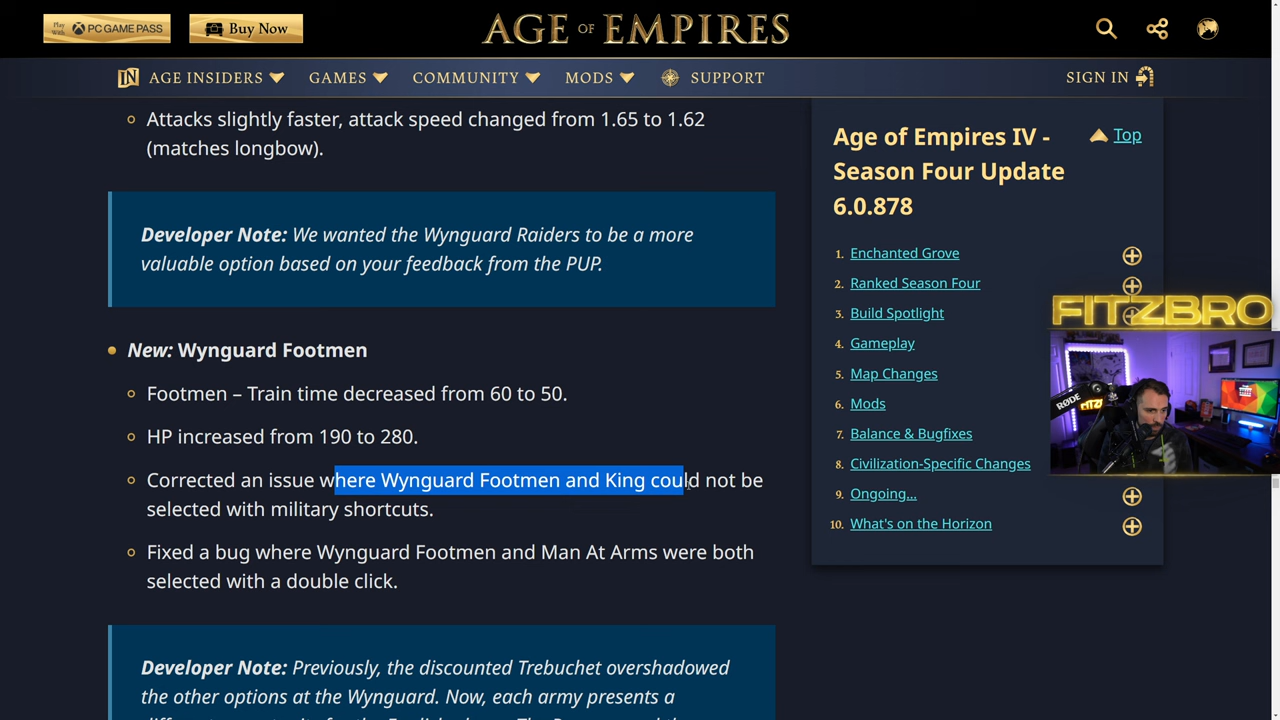 Play With
XBOX PC GAME PASS
Buy Now
AGE OF EMPIRES
IN AGE INSIDERS
GAMES
COMMUNITY
MODS
SUPPORT
SIGN IN
Attacks slightly faster, attack speed changed from 1.65 to 1.62
(matches longbow).
Developer Note: We wanted the Wynguard Raiders to be a more
valuable option based on your feedback from the PUP.
New: Wynguard Footmen
Footmen – Train time decreased from 60 to 50.
HP increased from 190 to 280.
Corrected an issue where Wynguard Footmen and King could not be
selected with military shortcuts.
Fixed a bug where Wynguard Footmen and Man At Arms were both
selected with a double click.
Developer Note: Previously, the discounted Trebuchet overshadowed
the other options at the Wynguard. Now, each army presents a
Age of Empires IV -
Season Four Update
6.0.878
Top
1. Enchanted Grove
2. Ranked Season Four
3. Build Spotlight
4. Gameplay
5. Map Changes
6. Mods
7. Balance & Bugfixes
8. Civilization-Specific Changes
9. Ongoing...
10. What's on the Horizon
FITZBRO
RØDE
FITZ